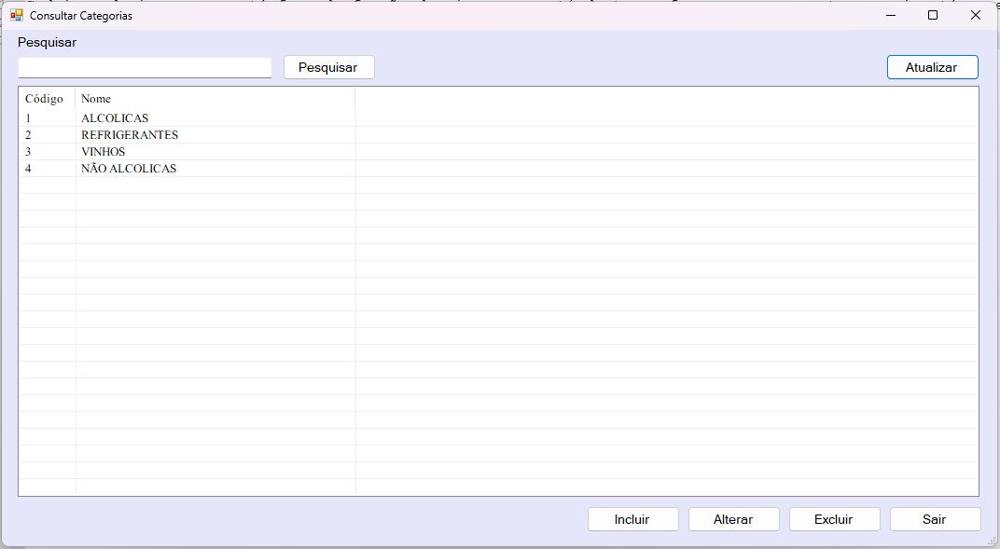 Consultar Categorias
Pesquisar
Pesquisar Atualizar
Código Nome
1 ALCOLICAS
2 REFRIGERANTES
3 VINHOS
4 NÃO ALCOLICAS
Incluir Alterar Excluir Sair